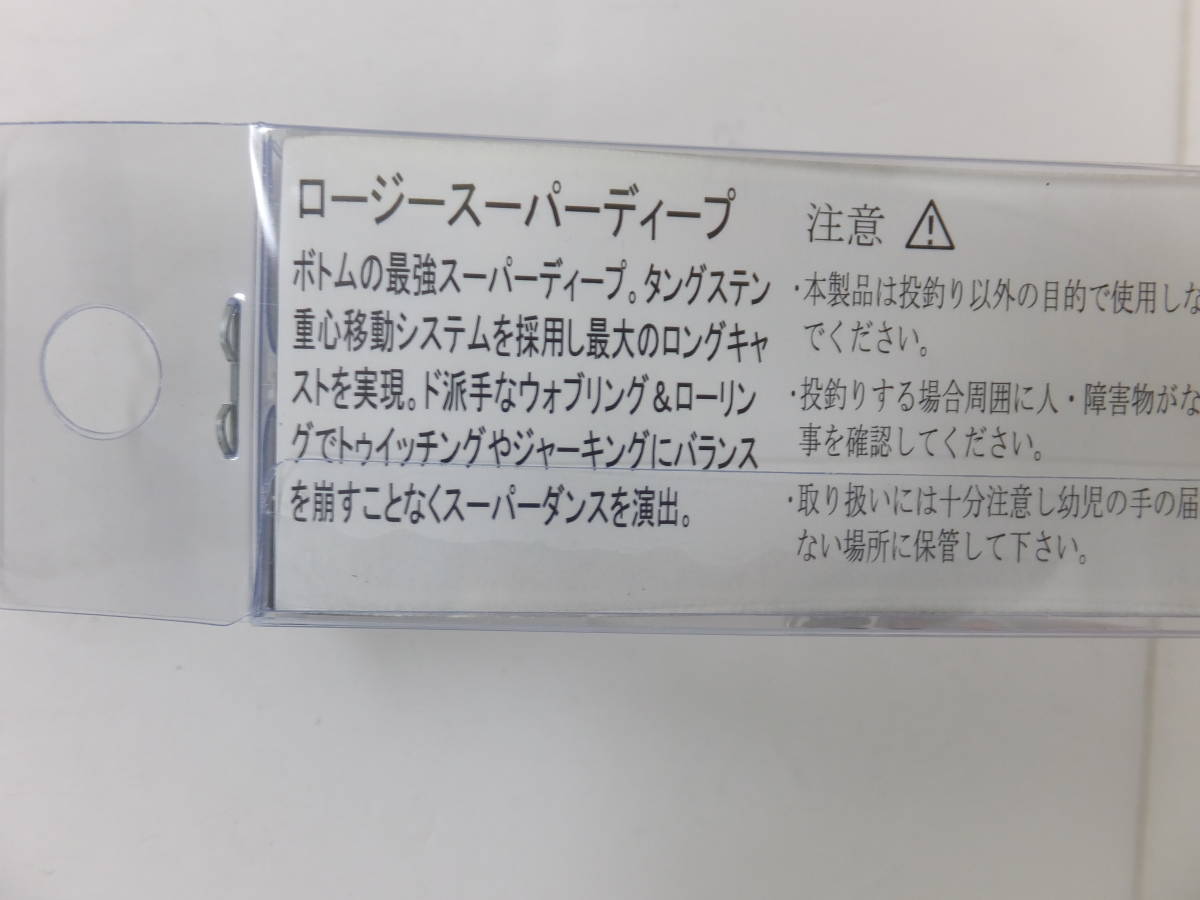 ロージースーパーディープ
ボトムの最強スーパーディープ。タングステン
重心移動システムを採用し最大のロングキャ
ストを実現。ド派手なウォブリング＆ローリン
グでトゥイッチングやジャーキングにバランス
を崩すことなくスーパーダンスを演出。
注意
・本製品は投釣り以外の目的で使用しな
でください。
・投釣りする場合周囲に人・障害物がな
事を確認してください。
・取り扱いには十分注意し幼児の手の届
ない場所に保管して下さい。